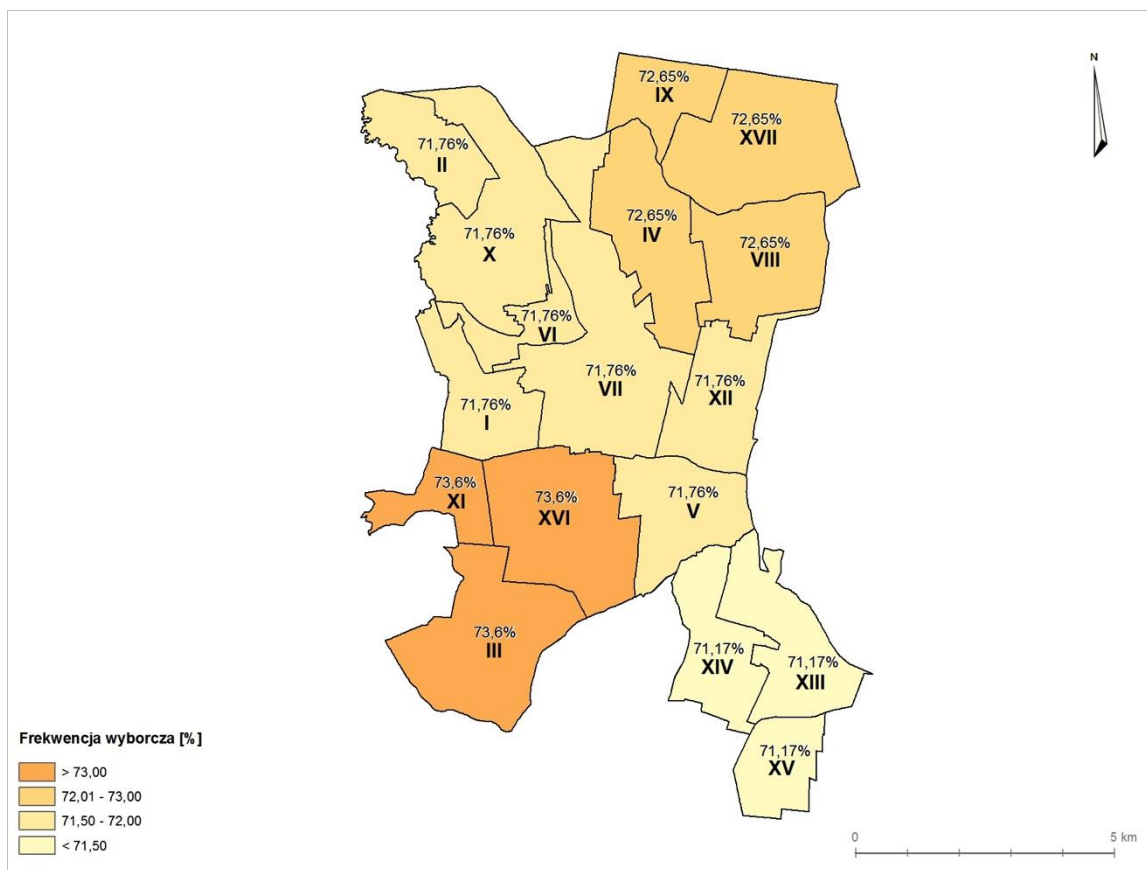 N
72,65%
IX
72,65%
XVII
71,76%
II
72,65%
IV
71,76%
X
72,65%
VIII
71,76%
VI
71,76%
VII
71,76%
XII
71,76%
I
73,6%
XI
73,6%
XVI
71,76%
V
73,6%
III
71,17%
XIV
71,17%
XIII
71,17%
XV
Frekwencja wyborcza [%]
> 73,00
72,01 - 73,00
71,50 - 72,00
< 71,50
0 5 km